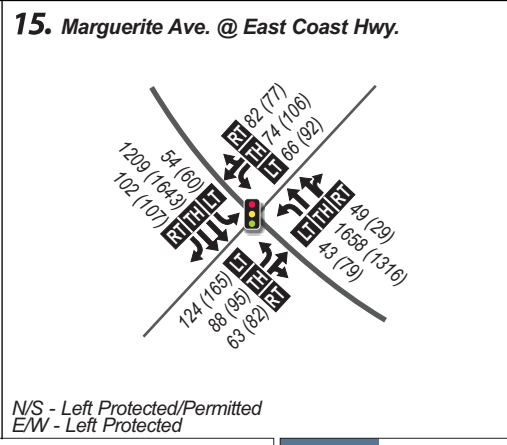 15. Marguerite Ave. @ East Coast Hwy.
RT 82 (77)
TH 74 (106)
LT 66 (92)
54 (60) LT
1209 (1643) TH
102 (107) RT
RT 49 (29)
TH 1658 (1316)
LT 43 (79)
124 (165) LT
88 (95) TH
63 (82) RT
N/S - Left Protected/Permitted
E/W - Left Protected